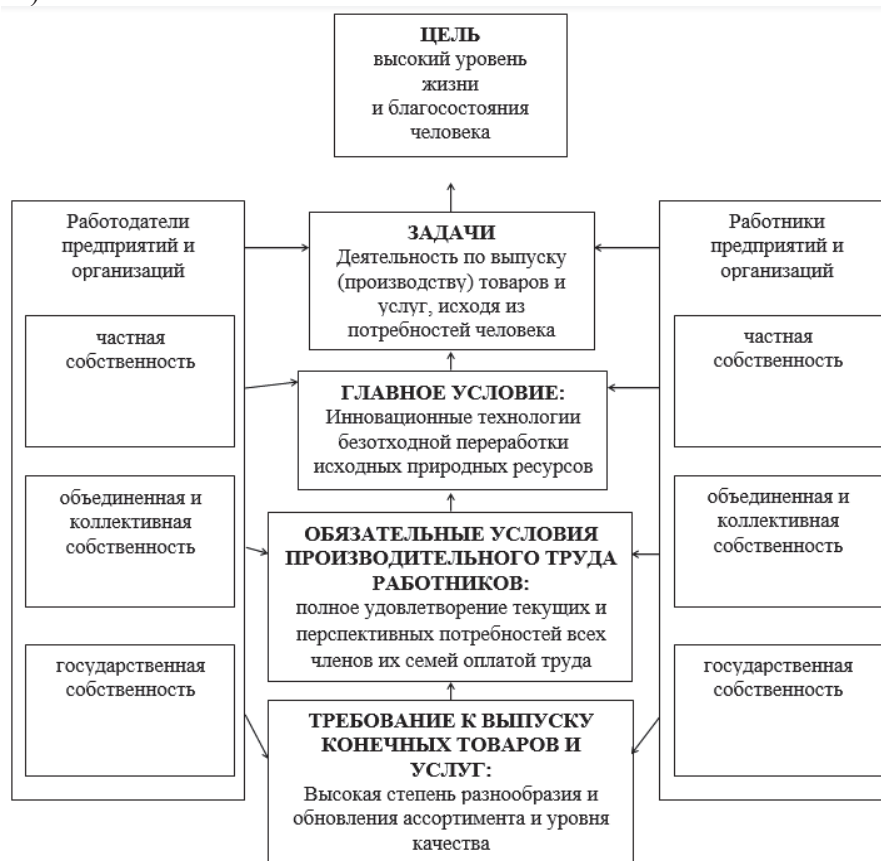 ЦЕЛЬ
высокий уровень
жизни
и благосостояния
человека
Работодатели
предприятий и
организаций
частная
собственность
объединенная и
коллективная
собственность
государственная
собственность
ЗАДАЧИ
Деятельность по выпуску
(производству) товаров и
услуг, исходя из
потребностей человека
ГЛАВНОЕ УСЛОВИЕ:
Инновационные технологии
безотходной переработки
исходных природных ресурсов
ОБЯЗАТЕЛЬНЫЕ УСЛОВИЯ
ПРОИЗВОДИТЕЛЬНОГО ТРУДА
РАБОТНИКОВ:
полное удовлетворение текущих и
перспективных потребностей всех
членов их семей оплатой труда
ТРЕБОВАНИЕ К ВЫПУСКУ
КОНЕЧНЫХ ТОВАРОВ И
УСЛУГ:
Высокая степень разнообразия и
обновления ассортимента и уровня
качества
Работники
предприятий и
организаций
частная
собственность
объединенная и
коллективная
собственность
государственная
собственность